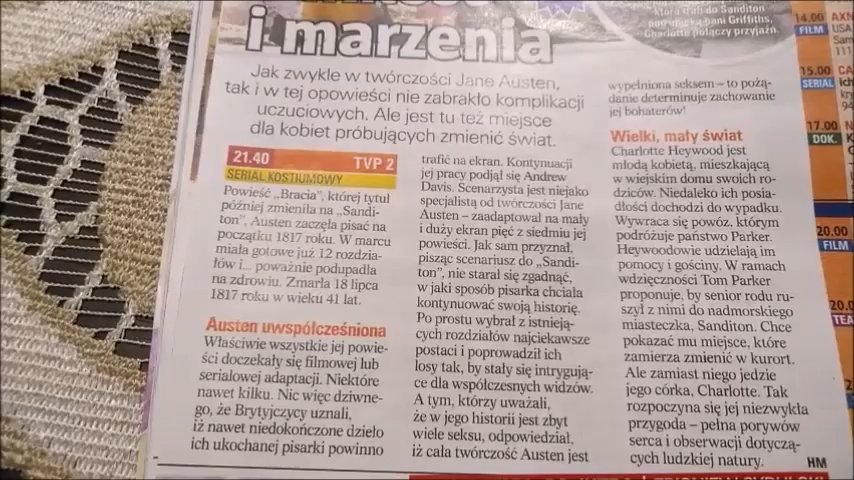 i marzenia
która trafi do Sanditon
pani Griffiths,
Charlotte połączy przyjaźń.
Jak zwykle w twórczości Jane Austen,
tak i w tej opowieści nie zabrakło komplikacji
uczuciowych. Ale jest tu też miejsce
dla kobiet próbujących zmienić świat.
21.40 TVP 2
SERIAL KOSTIUMOWY
Powieść „Bracia”, której tytuł
później zmieniła na „Sandi-
ton”, Austen zaczęła pisać na
początku 1817 roku. W marcu
miała gotowe już 12 rozdzia-
łów i... poważnie podupadła
na zdrowiu. Zmarła 18 lipca
1817 roku w wieku 41 lat.
Austen uwspółcześniona
Właściwie wszystkie jej powie-
ści doczekały się filmowej lub
serialowej adaptacji. Niektóre
nawet kilku. Nic więc dziwne-
go, że Brytyjczycy uznali,
iż nawet niedokończone dzieło
ich ukochanej pisarki powinno
trafić na ekran. Kontynuacji
jej pracy podjął się Andrew
Davis. Scenarzysta jest niejako
specjalistą od twórczości Jane
Austen – zaadaptował na mały
i duży ekran pięć z siedmiu jej
powieści. Jak sam przyznał,
pisząc scenariusz do „Sandi-
ton”, nie starał się zgadnąć,
w jaki sposób pisarka chciała
kontynuować swoją historię.
Po prostu wybrał z istnieją-
cych rozdziałów najciekawsze
postaci i poprowadził ich
losy tak, by stały się intrygują-
ce dla współczesnych widzów.
A tym, którzy uważali,
że w jego historii jest zbyt
wiele seksu, odpowiedział,
iż cała twórczość Austen jest
wypełniona seksem – to pożą-
danie determinuje zachowanie
jej bohaterów!
Wielki, mały świat
Charlotte Heywood jest
młodą kobietą, mieszkającą
w wiejskim domu swoich ro-
dziców. Niedaleko ich posia-
dłości dochodzi do wypadku.
Wywraca się powóz, którym
podróżuje państwo Parker.
Heywoodowie udzielają im
pomocy i gościny. W ramach
wdzięczności Tom Parker
proponuje, by senior rodu ru-
szył z nimi do nadmorskiego
miasteczka, Sanditon. Chce
pokazać mu miejsce, które
zamierza zmienić w kurort.
Ale zamiast niego jedzie
jego córka, Charlotte. Tak
rozpoczyna się jej niezwykła
przygoda – pełna porywów
serca i obserwacji dotyczą-
cych ludzkiej natury. HM
14.00 AXN
FILM USA
15.00
SERIAL
17.00
DOK.
20.00
FILM
20.0
TEA